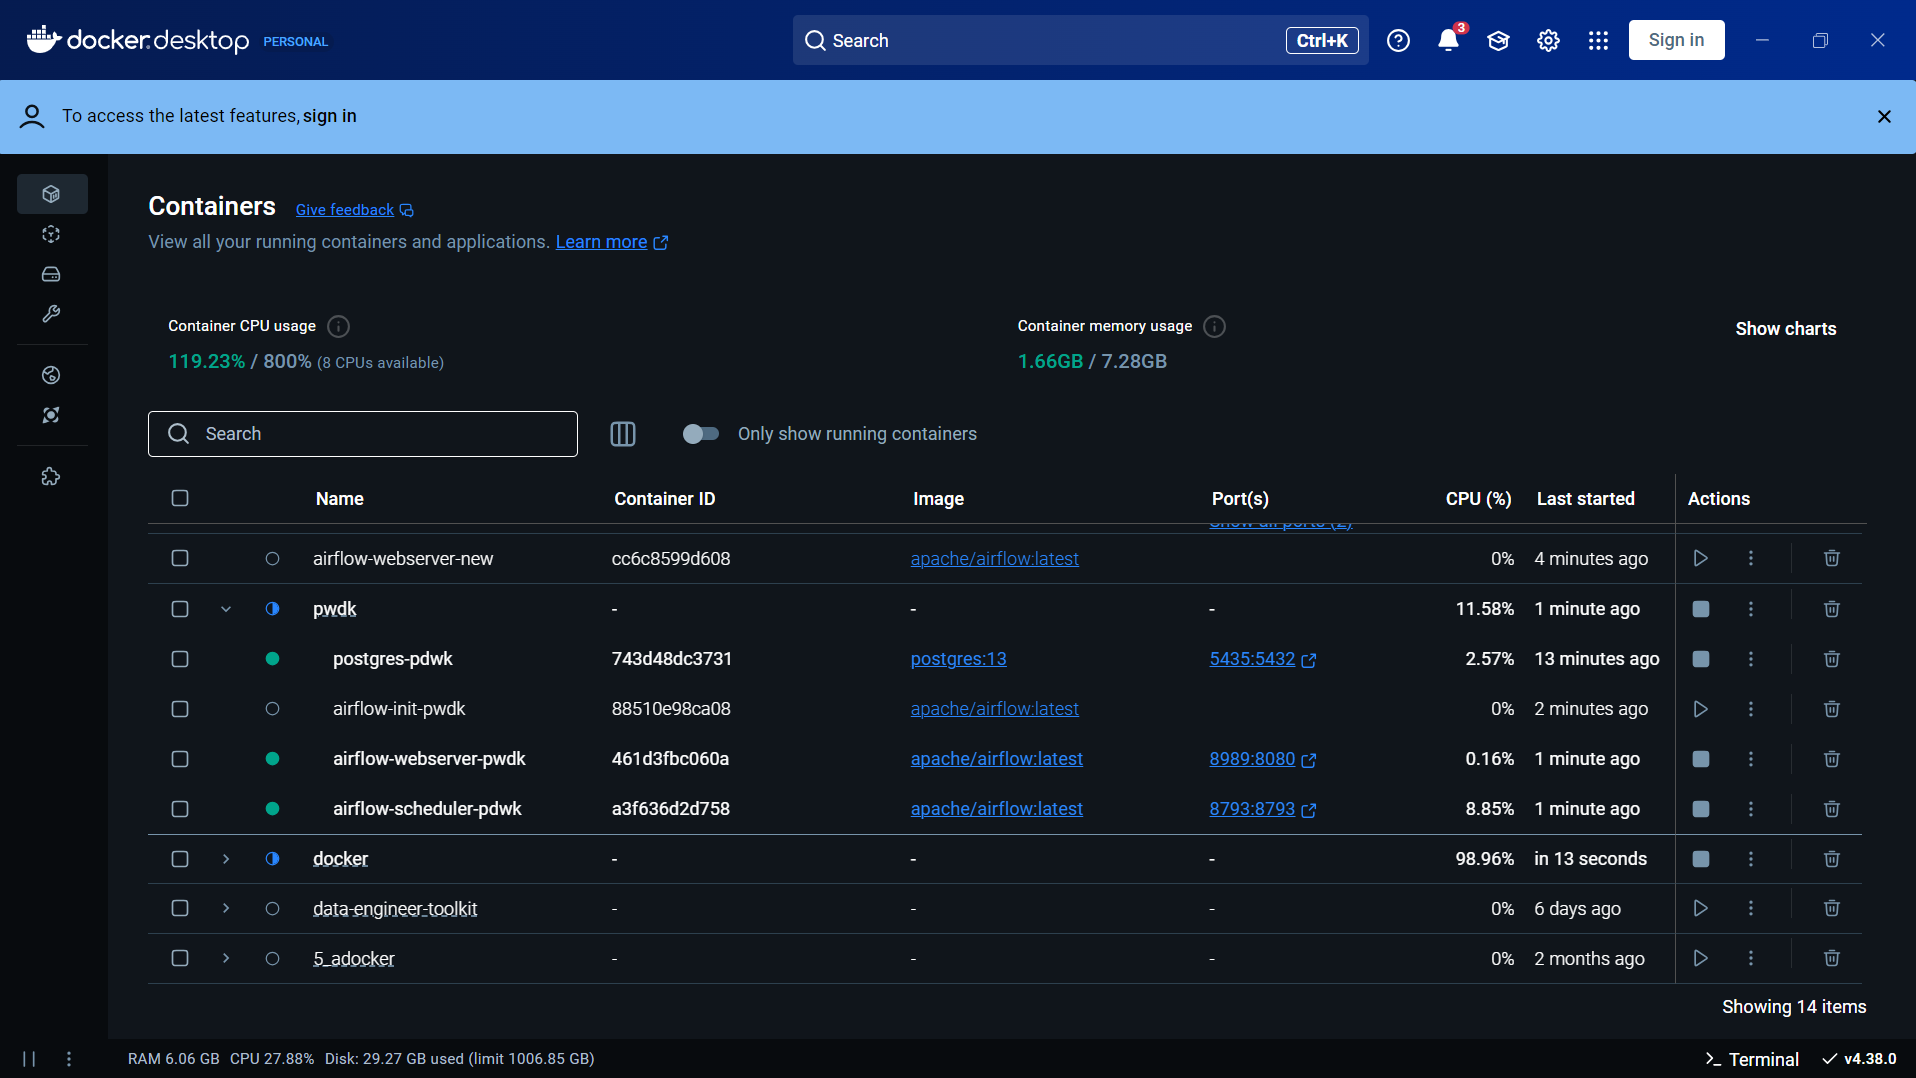 docker.desktop PERSONAL
Search Ctrl+K
3
Sign in
To access the latest features, sign in
Containers Give feedback
View all your running containers and applications. Learn more
Container CPU usage
119.23% / 800% (8 CPUs available)
Container memory usage
1.66GB / 7.28GB
Show charts
Search
Only show running containers
Name Container ID Image Port(s) CPU (%) Last started Actions
Show all ports (2)
airflow-webserver-new cc6c8599d608 apache/airflow:latest 0% 4 minutes ago
pwdk - - - 11.58% 1 minute ago
postgres-pdwk 743d48dc3731 postgres:13 5435:5432 2.57% 13 minutes ago
airflow-init-pwdk 88510e98ca08 apache/airflow:latest 0% 2 minutes ago
airflow-webserver-pwdk 461d3fbc060a apache/airflow:latest 8989:8080 0.16% 1 minute ago
airflow-scheduler-pdwk a3f636d2d758 apache/airflow:latest 8793:8793 8.85% 1 minute ago
docker - - - 98.96% in 13 seconds
data-engineer-toolkit - - - 0% 6 days ago
5_adocker - - - 0% 2 months ago
Showing 14 items
RAM 6.06 GB CPU 27.88% Disk: 29.27 GB used (limit 1006.85 GB)
Terminal v4.38.0